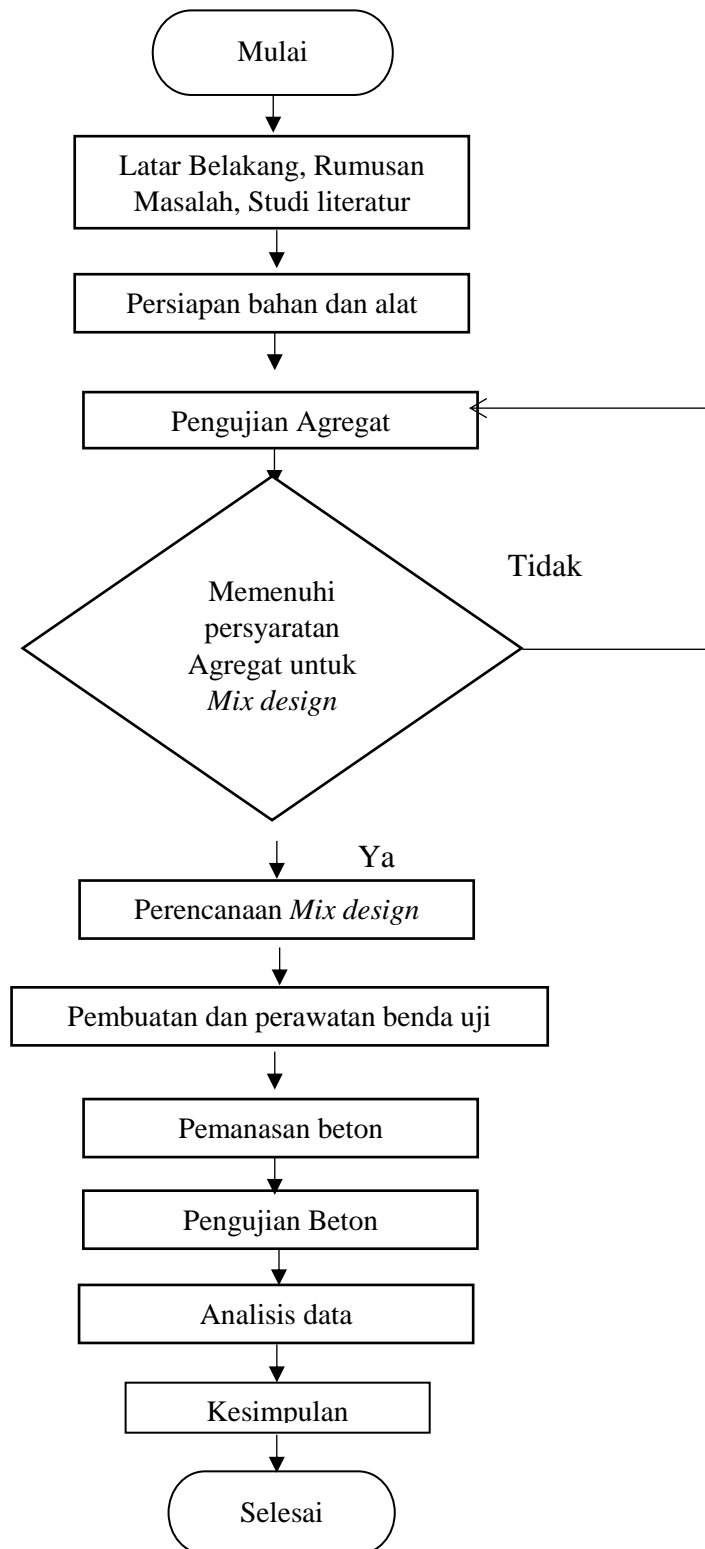 Mulai
Latar Belakang, Rumusan
Masalah, Studi literatur
Persiapan bahan dan alat
Pengujian Agregat
Tidak
Memenuhi
persyaratan
Agregat untuk
Mix design
Ya
Perencanaan Mix design
Pembuatan dan perawatan benda uji
Pemanasan beton
Pengujian Beton
Analisis data
Kesimpulan
Selesai